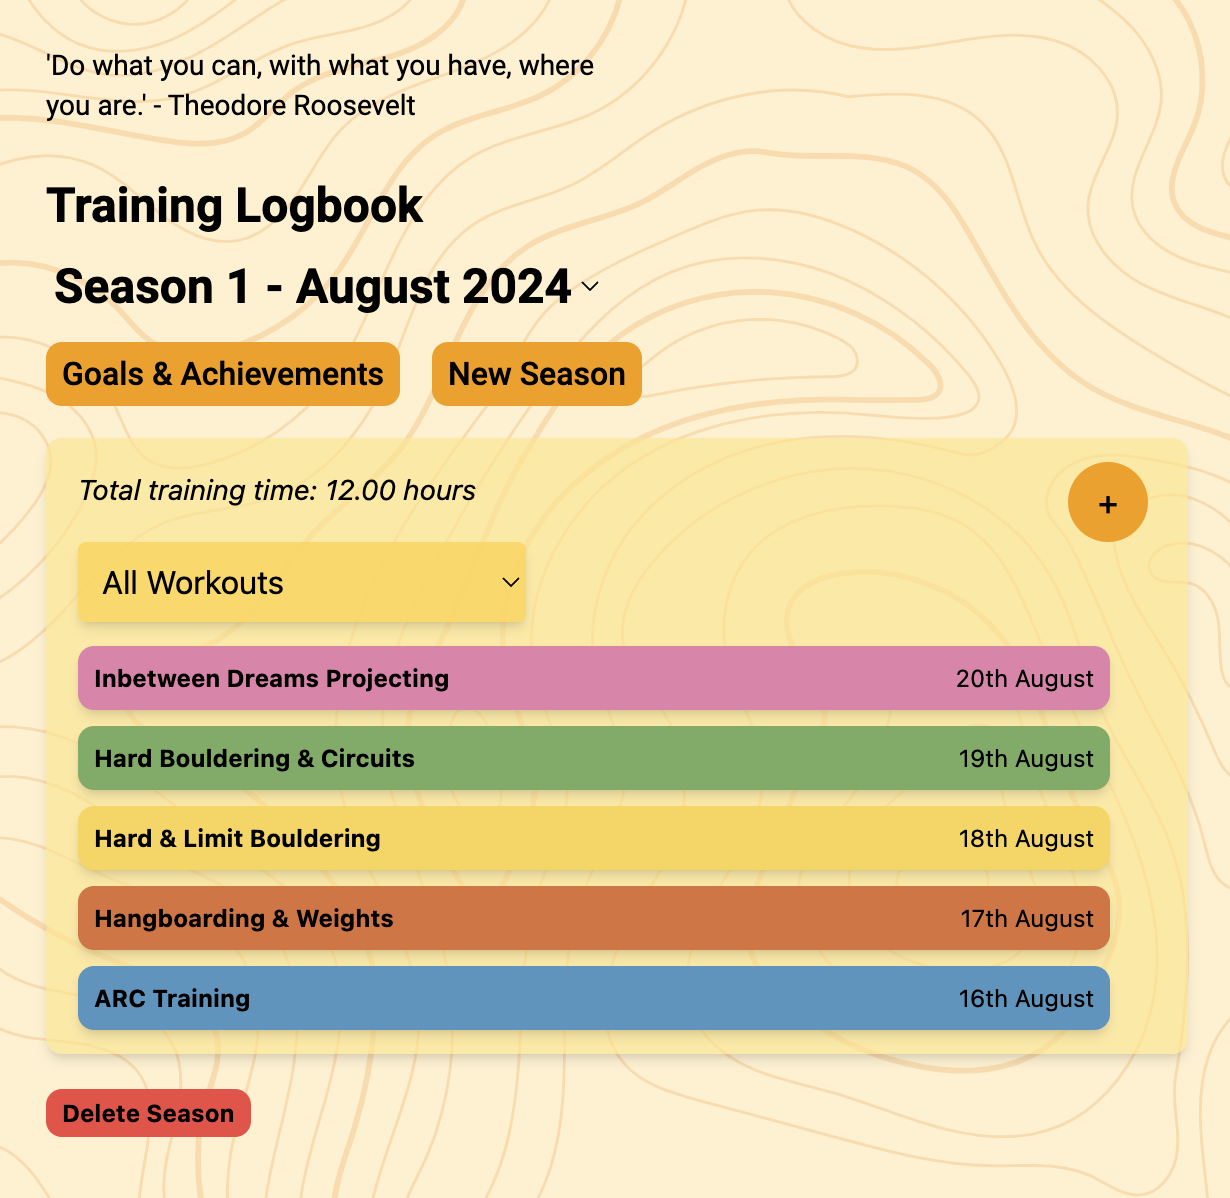 'Do what you can, with what you have, where
you are.' - Theodore Roosevelt
Training Logbook
Season 1 - August 2024
Goals & Achievements
New Season
Total training time: 12.00 hours
+
All Workouts
Inbetween Dreams Projecting 20th August
Hard Bouldering & Circuits 19th August
Hard & Limit Bouldering 18th August
Hangboarding & Weights 17th August
ARC Training 16th August
Delete Season